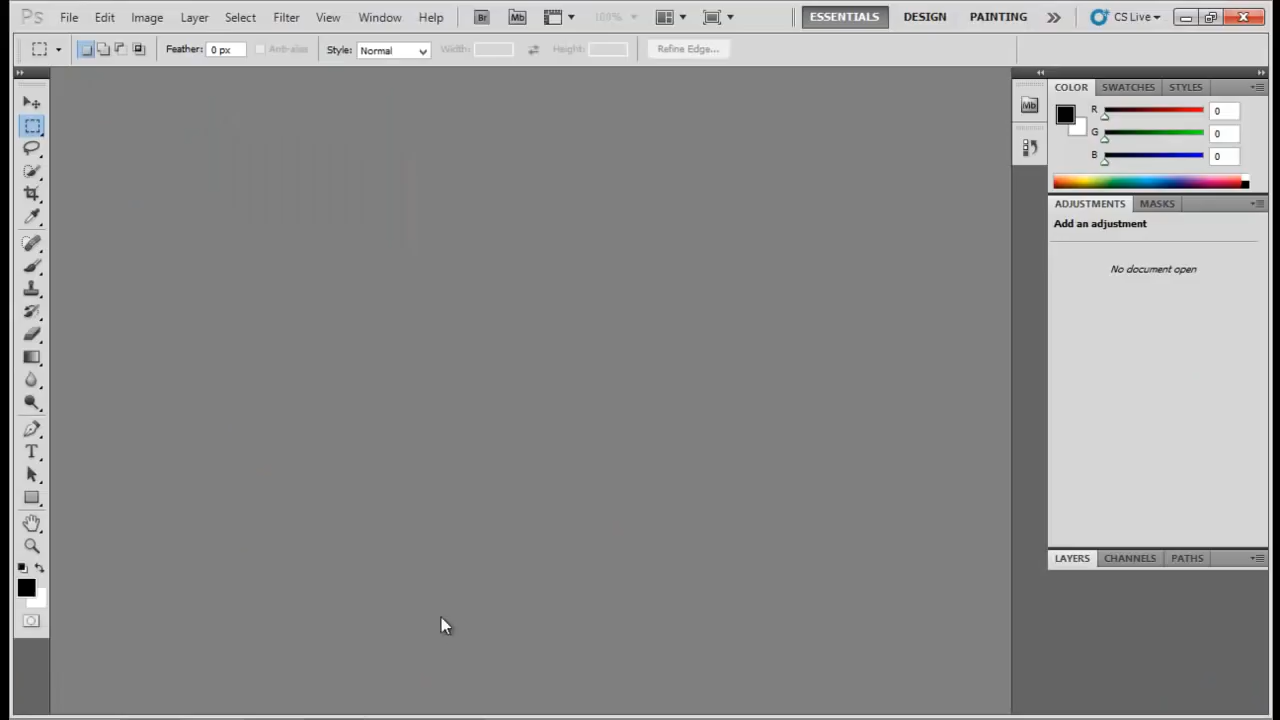 Ps File Edit Image Layer Select Filter View Window Help Br Mb 100% ESSENTIALS DESIGN PAINTING CS Live
Feather: 0 px Anti-alias Style: Normal Width: Height: Refine Edge...
Mb
COLOR SWATCHES STYLES
R 0
G 0
B 0
ADJUSTMENTS MASKS
Add an adjustment
No document open
LAYERS CHANNELS PATHS
T